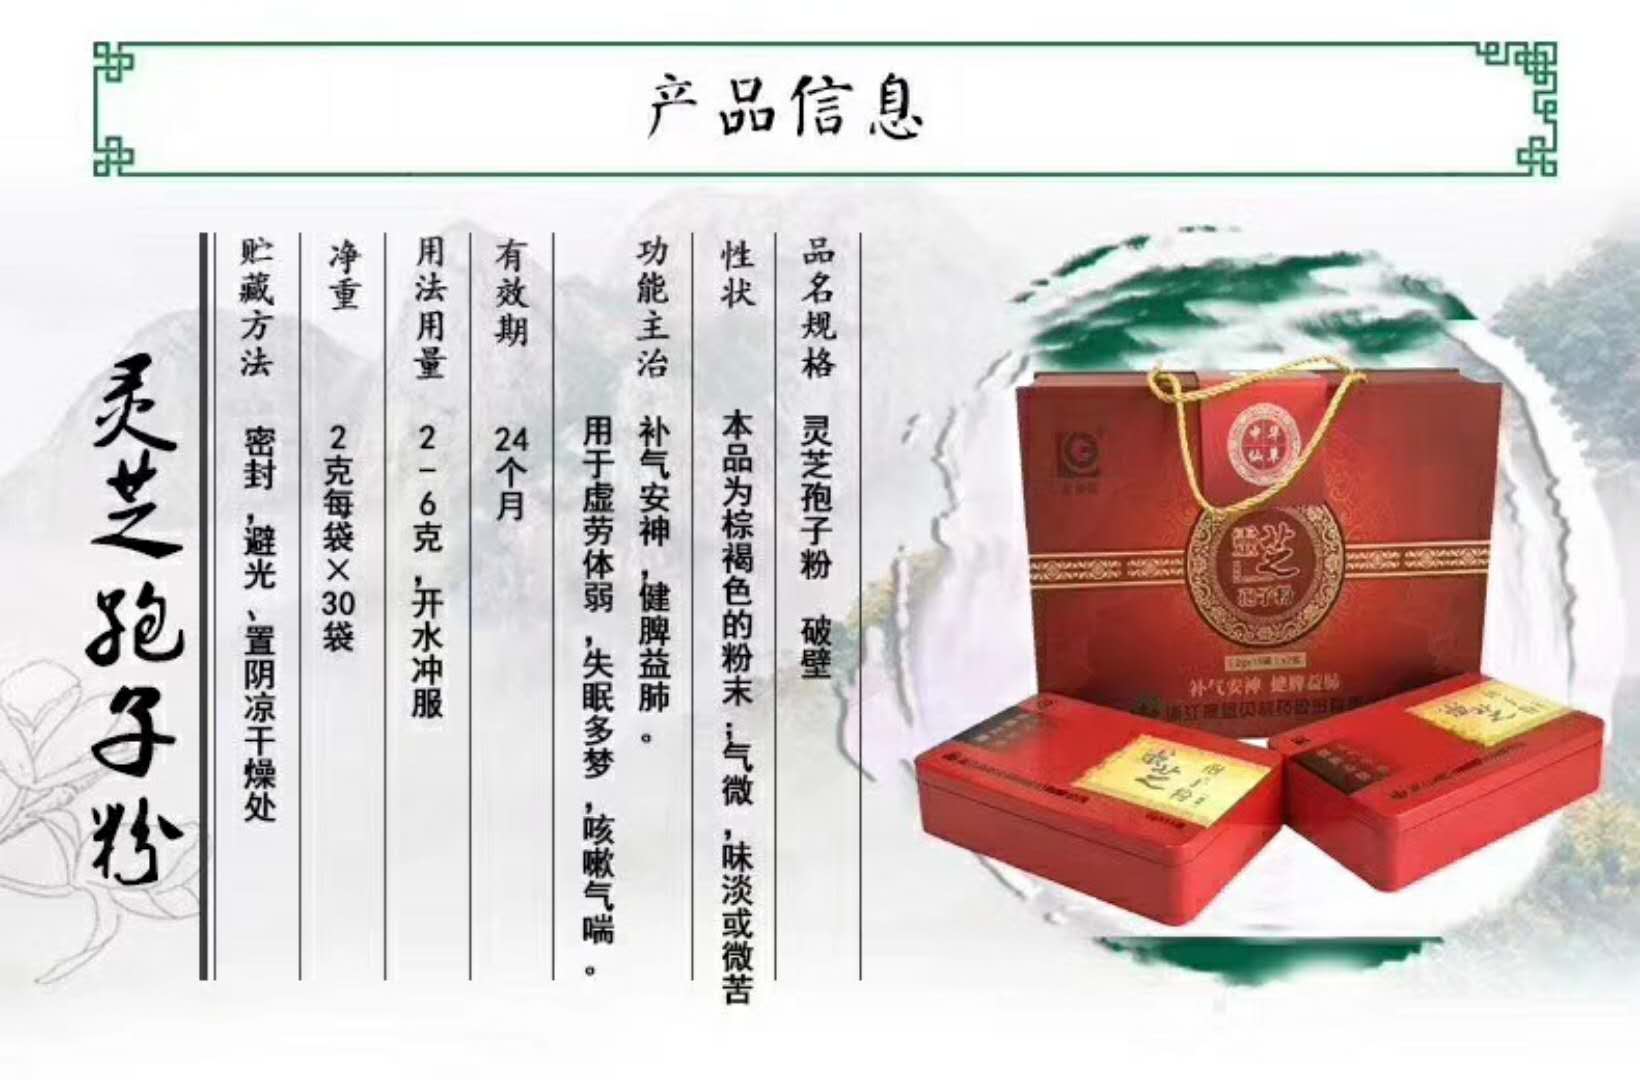 产品信息
品名规格 灵芝孢子粉 破壁
性状 本品为棕褐色的粉末；气微，味淡或微苦
功能主治 补气安神，健脾益肺。
用于虚劳体弱，失眠多梦，咳嗽气喘。
有效期 24个月
用法用量 2-6克，开水冲服
净重 2克每袋×30袋
贮藏方法 密封，避光、置阴凉干燥处
灵芝孢子粉
中华
仙草
芝
孢子粉
补气安神 健脾益肺
灵芝
孢子粉